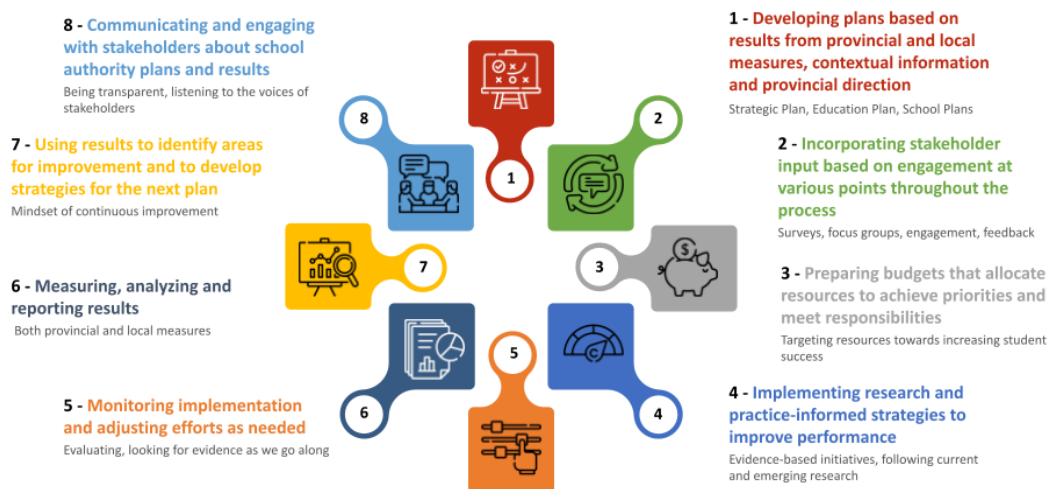 1 - Developing plans based on
results from provincial and local
measures, contextual information
and provincial direction
Strategic Plan, Education Plan, School Plans
2 - Incorporating stakeholder
input based on engagement at
various points throughout the
process
Surveys, focus groups, engagement, feedback
3 - Preparing budgets that allocate
resources to achieve priorities and
meet responsibilities
Targeting resources towards increasing student
success
4 - Implementing research and
practice-informed strategies to
improve performance
Evidence-based initiatives, following current
and emerging research
5 - Monitoring implementation
and adjusting efforts as needed
Evaluating, looking for evidence as we go along
6 - Measuring, analyzing and
reporting results
Both provincial and local measures
7 - Using results to identify areas
for improvement and to develop
strategies for the next plan
Mindset of continuous improvement
8 - Communicating and engaging
with stakeholders about school
authority plans and results
Being transparent, listening to the voices of
stakeholders
1
2
3
$
4
C
5
6
7
8